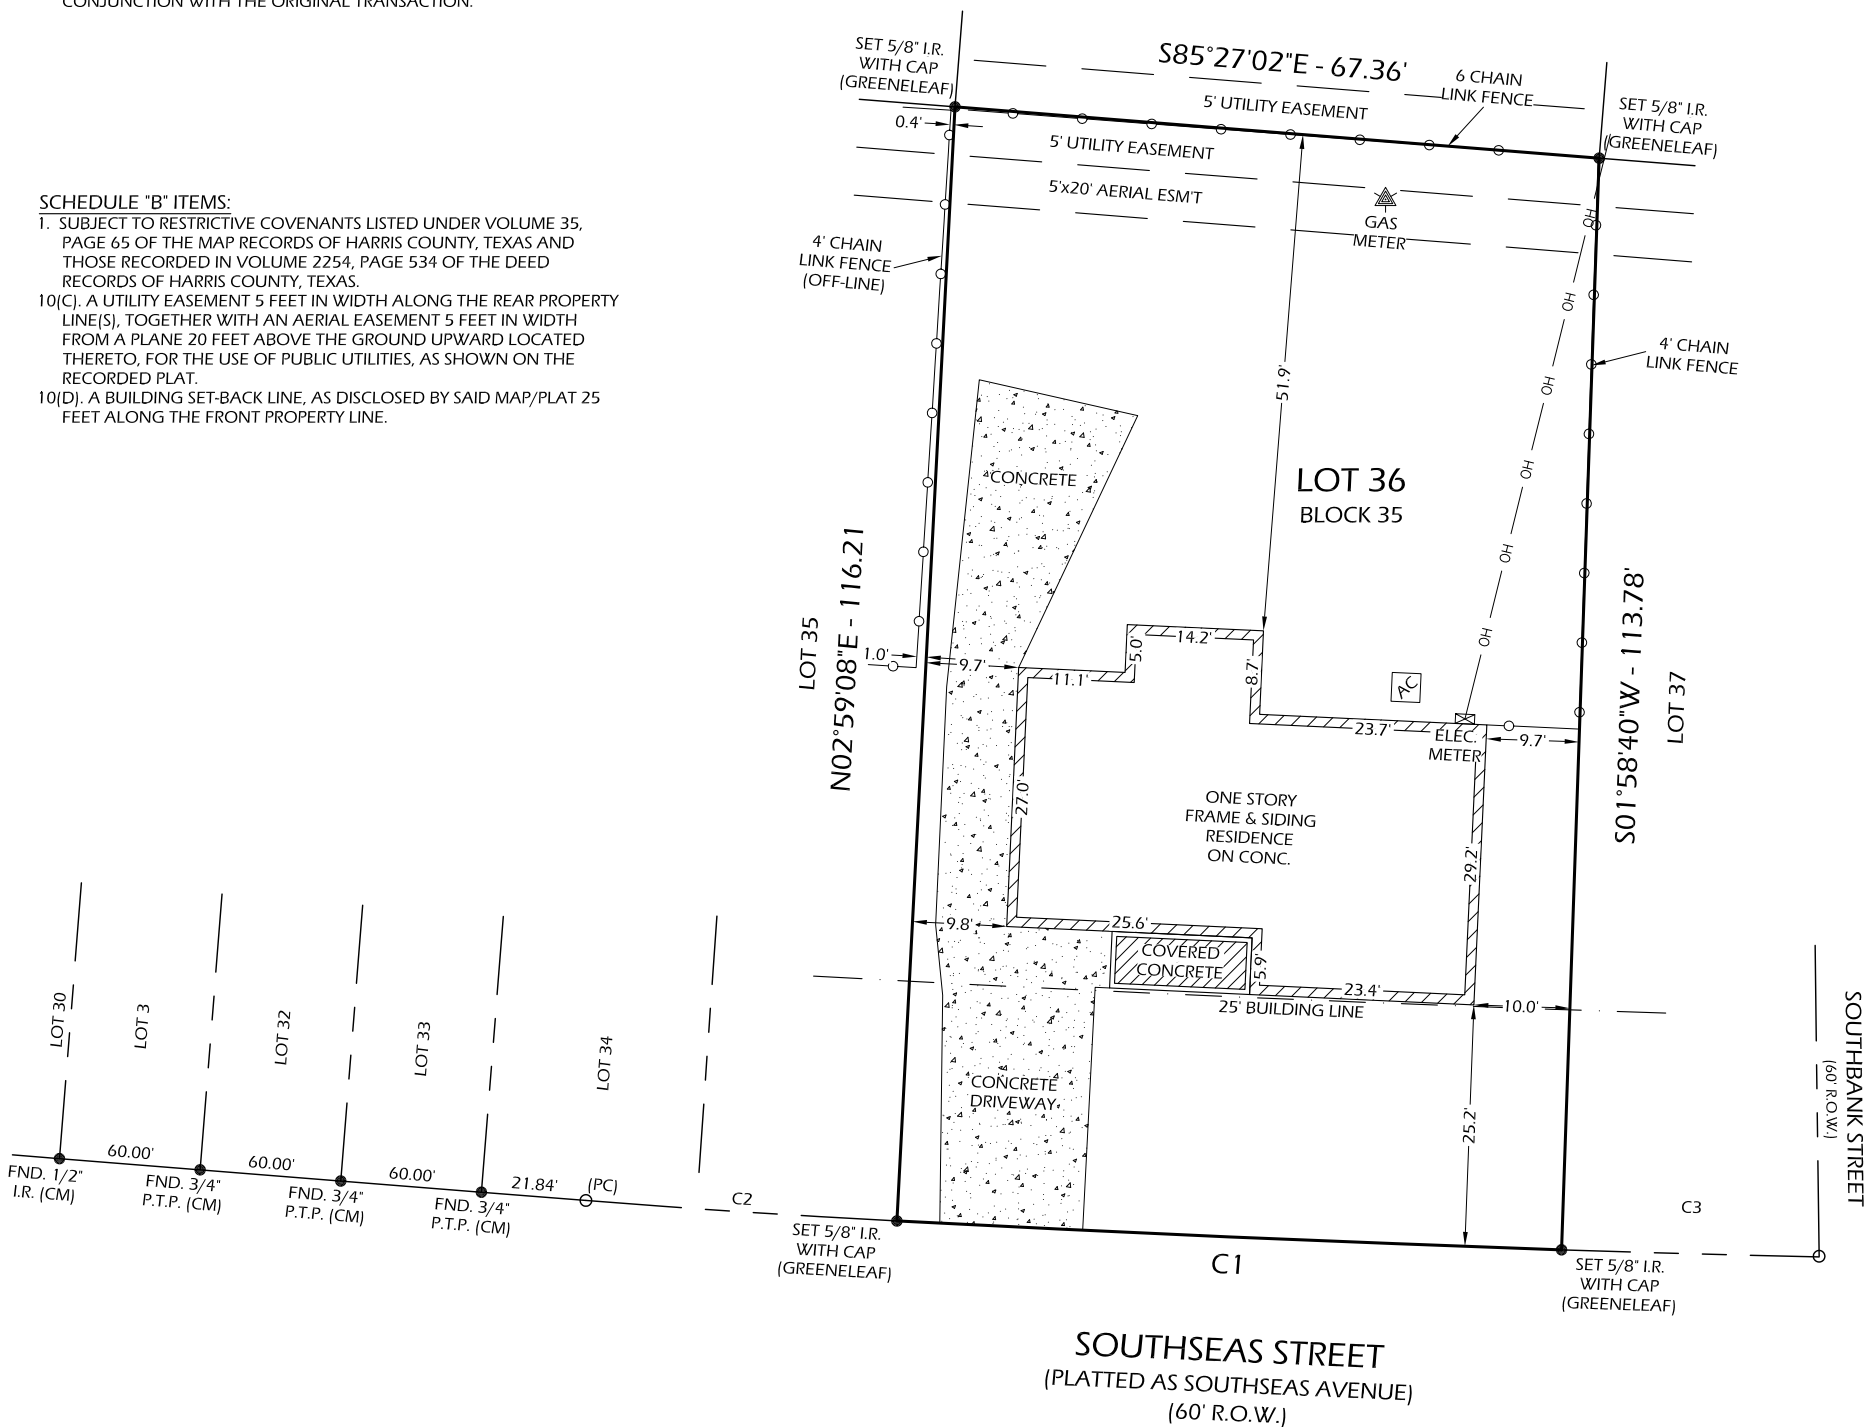 CONJUNCTION WITH THE ORIGINAL TRANSACTION.
SCHEDULE "B" ITEMS:
1. SUBJECT TO RESTRICTIVE COVENANTS LISTED UNDER VOLUME 35,
PAGE 65 OF THE MAP RECORDS OF HARRIS COUNTY, TEXAS AND
THOSE RECORDED IN VOLUME 2254, PAGE 534 OF THE DEED
RECORDS OF HARRIS COUNTY, TEXAS.
10(C). A UTILITY EASEMENT 5 FEET IN WIDTH ALONG THE REAR PROPERTY
LINE(S), TOGETHER WITH AN AERIAL EASEMENT 5 FEET IN WIDTH
FROM A PLANE 20 FEET ABOVE THE GROUND UPWARD LOCATED
THERETO, FOR THE USE OF PUBLIC UTILITIES, AS SHOWN ON THE
RECORDED PLAT.
10(D). A BUILDING SET-BACK LINE, AS DISCLOSED BY SAID MAP/PLAT 25
FEET ALONG THE FRONT PROPERTY LINE.
SET 5/8" I.R.
WITH CAP
(GREENELEAF)
S85°27'02"E - 67.36'
6 CHAIN
LINK FENCE
SET 5/8" I.R.
WITH CAP
(GREENELEAF)
5' UTILITY EASEMENT
0.4'
5' UTILITY EASEMENT
5'x20' AERIAL ESM'T
GAS
METER
4' CHAIN
LINK FENCE
(OFF-LINE)
OH
OH
OH
OH
OH
OH
4' CHAIN
LINK FENCE
51.9'
CONCRETE
LOT 36
BLOCK 35
LOT 35
N02°59'08"E - 116.21
S01°58'40"W - 113.78'
LOT 37
1.0'
9.7'
11.1'
5.0'
14.2'
8.7'
AC
23.7'
ELEC.
METER
9.7'
27.0'
ONE STORY
FRAME & SIDING
RESIDENCE
ON CONC.
29.2'
9.8'
25.6'
COVERED
CONCRETE
5.9'
23.4'
25' BUILDING LINE
10.0'
25.2'
CONCRETE
DRIVEWAY
LOT 30
LOT 3
LOT 32
LOT 33
LOT 34
60.00'
60.00'
60.00'
21.84'
(PC)
C2
FND. 1/2"
I.R. (CM)
FND. 3/4"
P.T.P. (CM)
FND. 3/4"
P.T.P. (CM)
FND. 3/4"
P.T.P. (CM)
SET 5/8" I.R.
WITH CAP
(GREENELEAF)
C1
C3
SET 5/8" I.R.
WITH CAP
(GREENELEAF)
SOUTHBANK STREET
(60' R.O.W.)
SOUTHSEAS STREET
(PLATTED AS SOUTHSEAS AVENUE)
(60' R.O.W.)